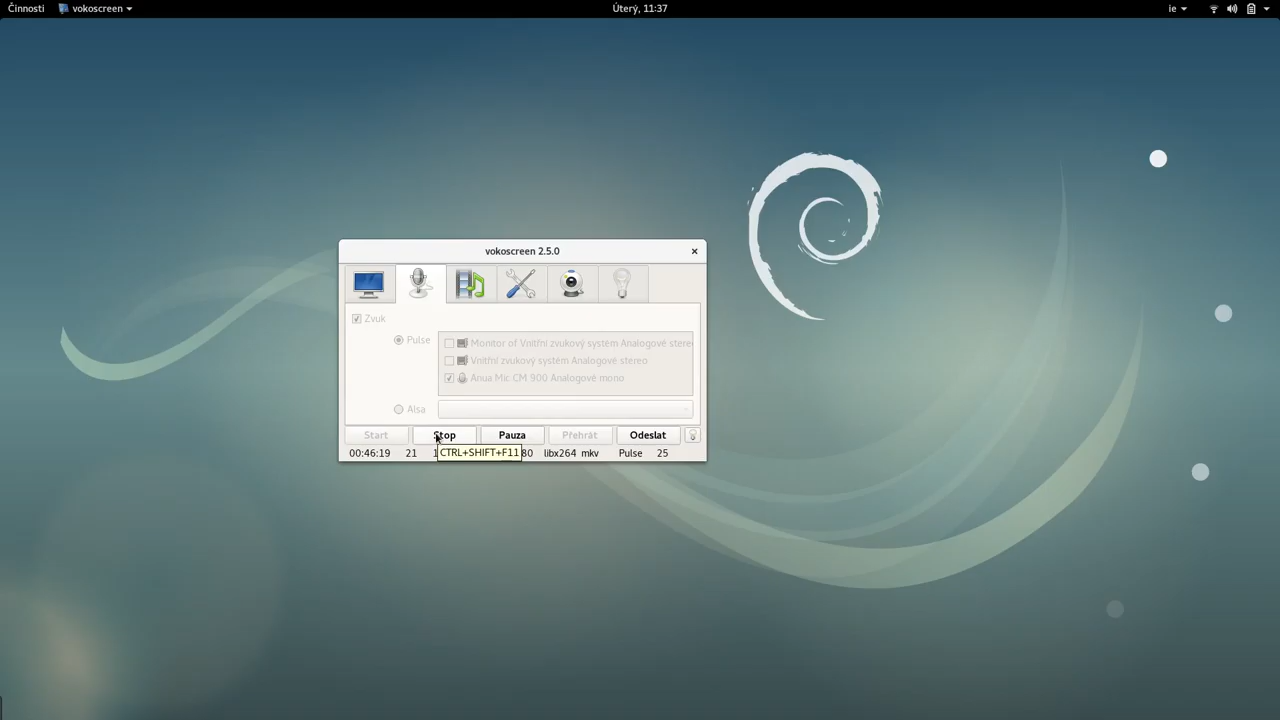 Činnosti vokoscreen Úterý, 11:37 ie
vokoscreen 2.5.0
Zvuk
Pulse
Monitor of Vnitřní zvukový systém Analogové stereo
Vnitřní zvukový systém Analogové stereo
Anua Mic CM 900 Analogové mono
Alsa
Start Stop Pauza Přehrát Odeslat
00:46:19 21 CTRL+SHIFT+F11 80 libx264 mkv Pulse 25